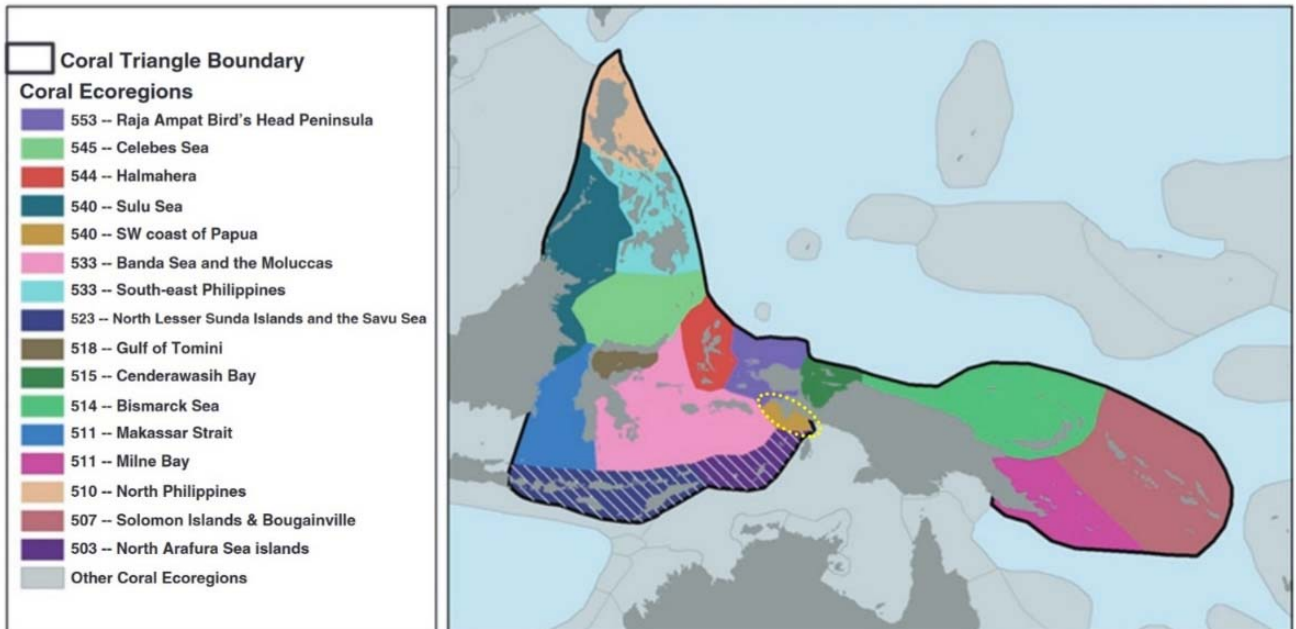 Coral Triangle Boundary
Coral Ecoregions
553 -- Raja Ampat Bird's Head Peninsula
545 -- Celebes Sea
544 -- Halmahera
540 -- Sulu Sea
540 -- SW coast of Papua
533 -- Banda Sea and the Moluccas
533 -- South-east Philippines
523 -- North Lesser Sunda Islands and the Savu Sea
518 -- Gulf of Tomini
515 -- Cenderawasih Bay
514 -- Bismarck Sea
511 -- Makassar Strait
511 -- Milne Bay
510 -- North Philippines
507 -- Solomon Islands & Bougainville
503 -- North Arafura Sea islands
Other Coral Ecoregions